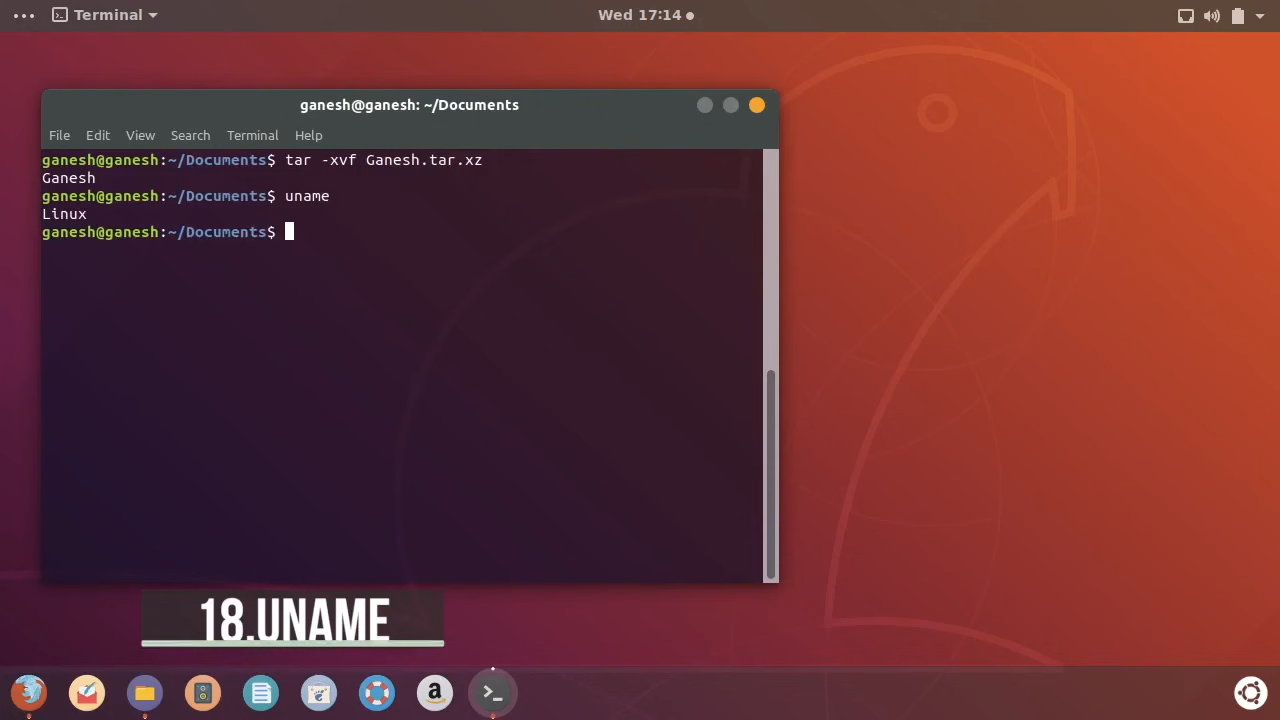 Terminal
Wed 17:14
ganesh@ganesh: ~/Documents
File Edit View Search Terminal Help
ganesh@ganesh:~/Documents$ tar -xvf Ganesh.tar.xz
Ganesh
ganesh@ganesh:~/Documents$ uname
Linux
ganesh@ganesh:~/Documents$
18.UNAME
a
>_